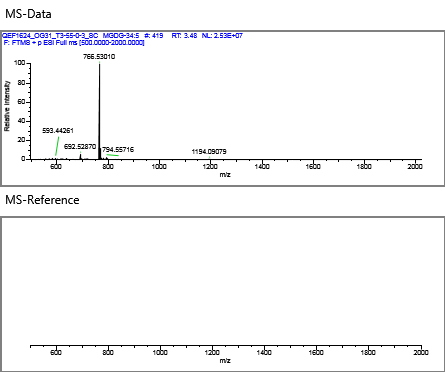 MS-Data
QEF1624_OG31_T3-55-0-3_SC MGDG-34:5 #: 419 RT: 3.48 NL: 2.53E+07
F: FTMS + p ESI Full ms [500.0000-2000.0000]
766.53010
100
80
60
40
20
0
Relative Intensity
593.44261
692.52870
794.55716
1194.09079
600 800 1000 1200 1400 1600 1800 2000
m/z
MS-Reference
600 800 1000 1200 1400 1600 1800 2000
m/z